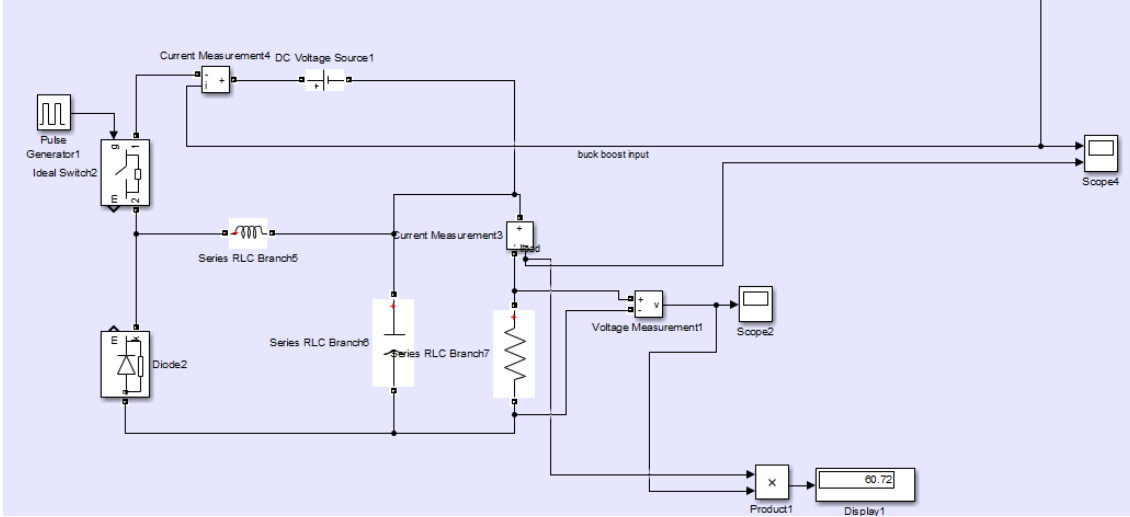 Current Measurement4
DC Voltage Source1
- + i
+
Pulse
Generator1
g 1
Ideal Switch2
m 2
buck boost input
Scope4
+
Current Measurement3
-
load
Series RLC Branch5
+
+
+ v
-
Voltage Measurement1
Scope2
Series RLC Branch6
Series RLC Branch7
m k
a
Diode2
×
60.72
Product1
Display1